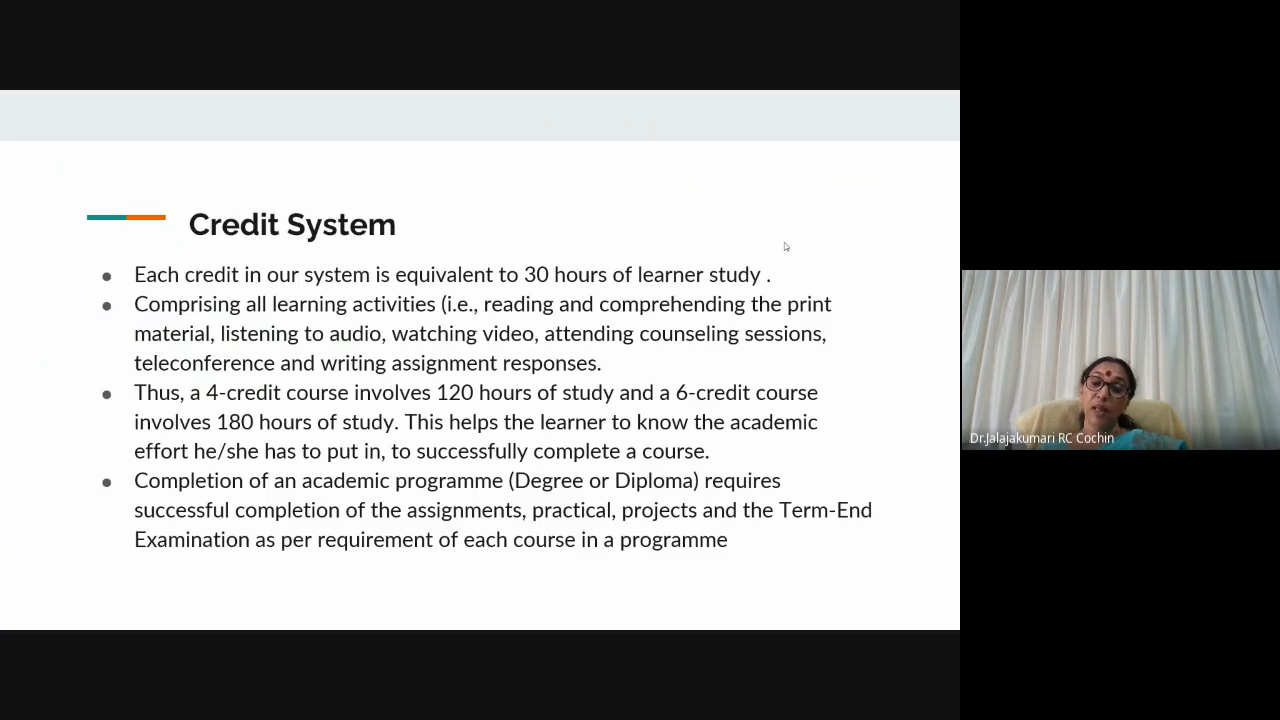 Credit System
● Each credit in our system is equivalent to 30 hours of learner study .
● Comprising all learning activities (i.e., reading and comprehending the print
material, listening to audio, watching video, attending counseling sessions,
teleconference and writing assignment responses.
● Thus, a 4-credit course involves 120 hours of study and a 6-credit course
involves 180 hours of study. This helps the learner to know the academic
effort he/she has to put in, to successfully complete a course.
● Completion of an academic programme (Degree or Diploma) requires
successful completion of the assignments, practical, projects and the Term-End
Examination as per requirement of each course in a programme
Dr.Jalajakumari RC Cochin